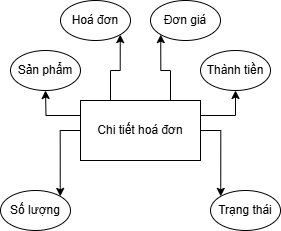 Hoá đơn
Đơn giá
Sản phẩm
Thành tiền
Chi tiết hoá đơn
Số lượng
Trạng thái